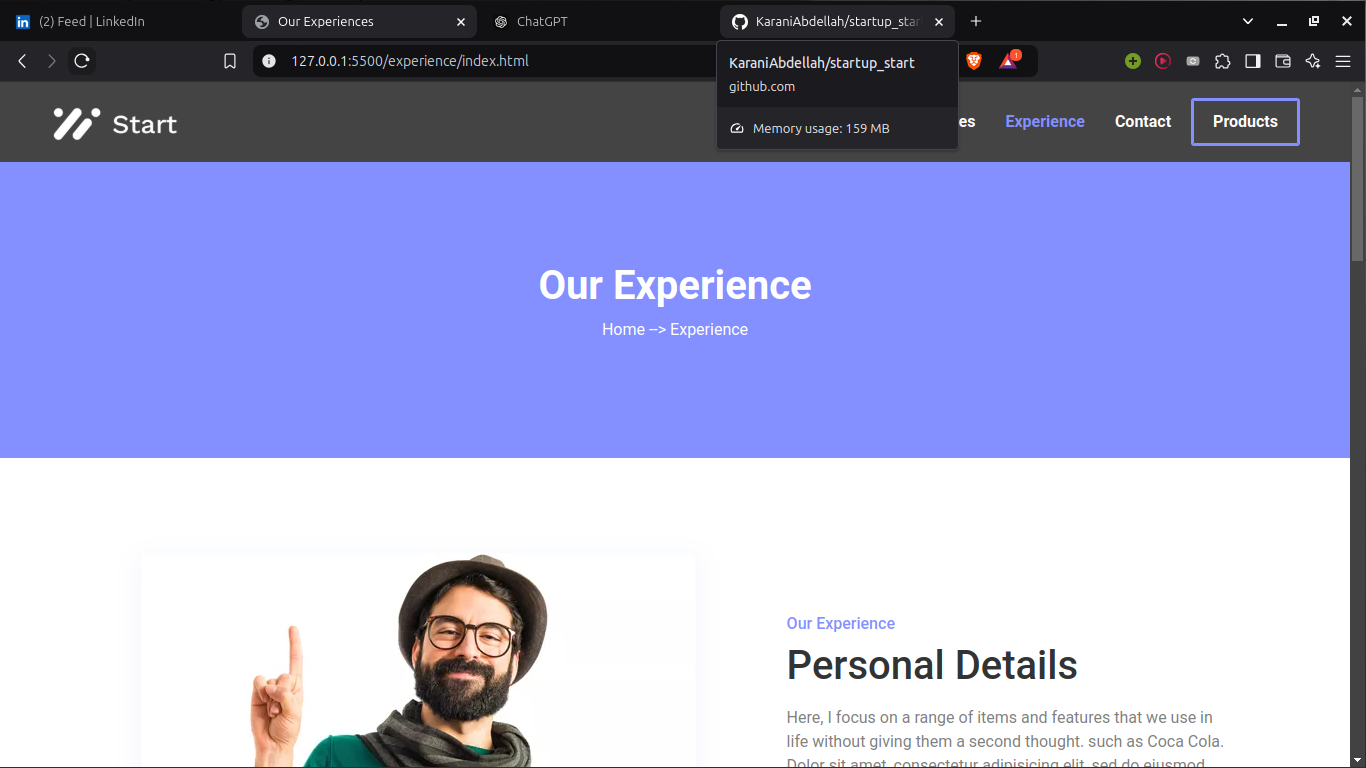 (2) Feed | LinkedIn
Our Experiences
ChatGPT
KaraniAbdellah/startup_star
127.0.0.1:5500/experience/index.html
1
KaraniAbdellah/startup_start
github.com
Memory usage: 159 MB
Start
es
Experience
Contact
Products
Our Experience
Home --> Experience
Our Experience
Personal Details
Here, I focus on a range of items and features that we use in
life without giving them a second thought. such as Coca Cola.
Dolor sit amet, consectetur adipisicing elit, sed do eiusmod